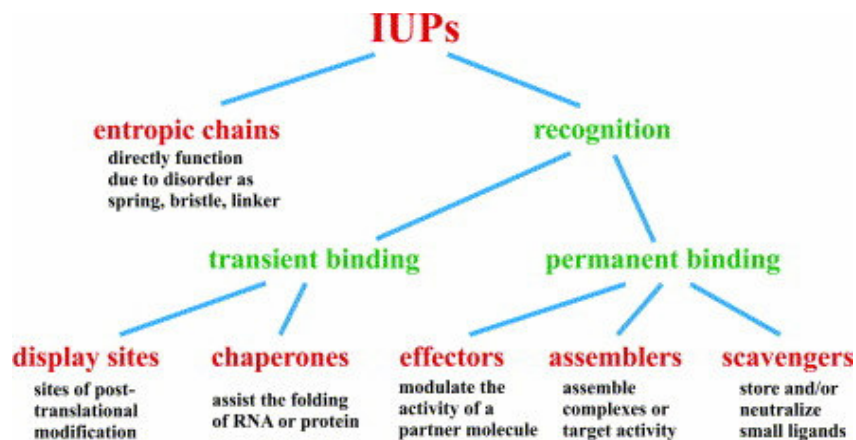 IUPs
entropic chains
directly function
due to disorder as
spring, bristle, linker
recognition
transient binding
permanent binding
display sites
sites of post-
translational
modification
chaperones
assist the folding
of RNA or protein
effectors
modulate the
activity of a
partner molecule
assemblers
assemble
complexes or
target activity
scavengers
store and/or
neutralize
small ligands